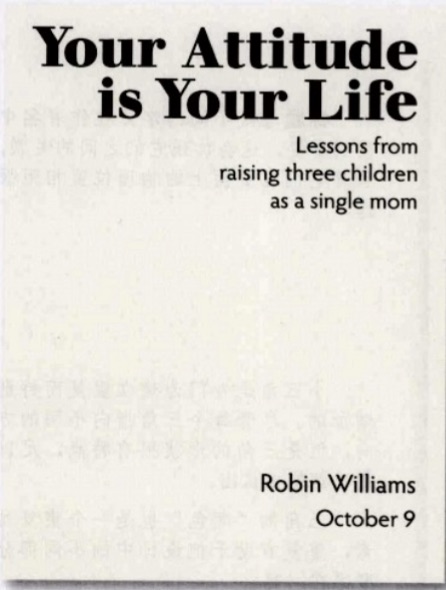 Your Attitude
is Your Life
Lessons from
raising three children
as a single mom
Robin Williams
October 9